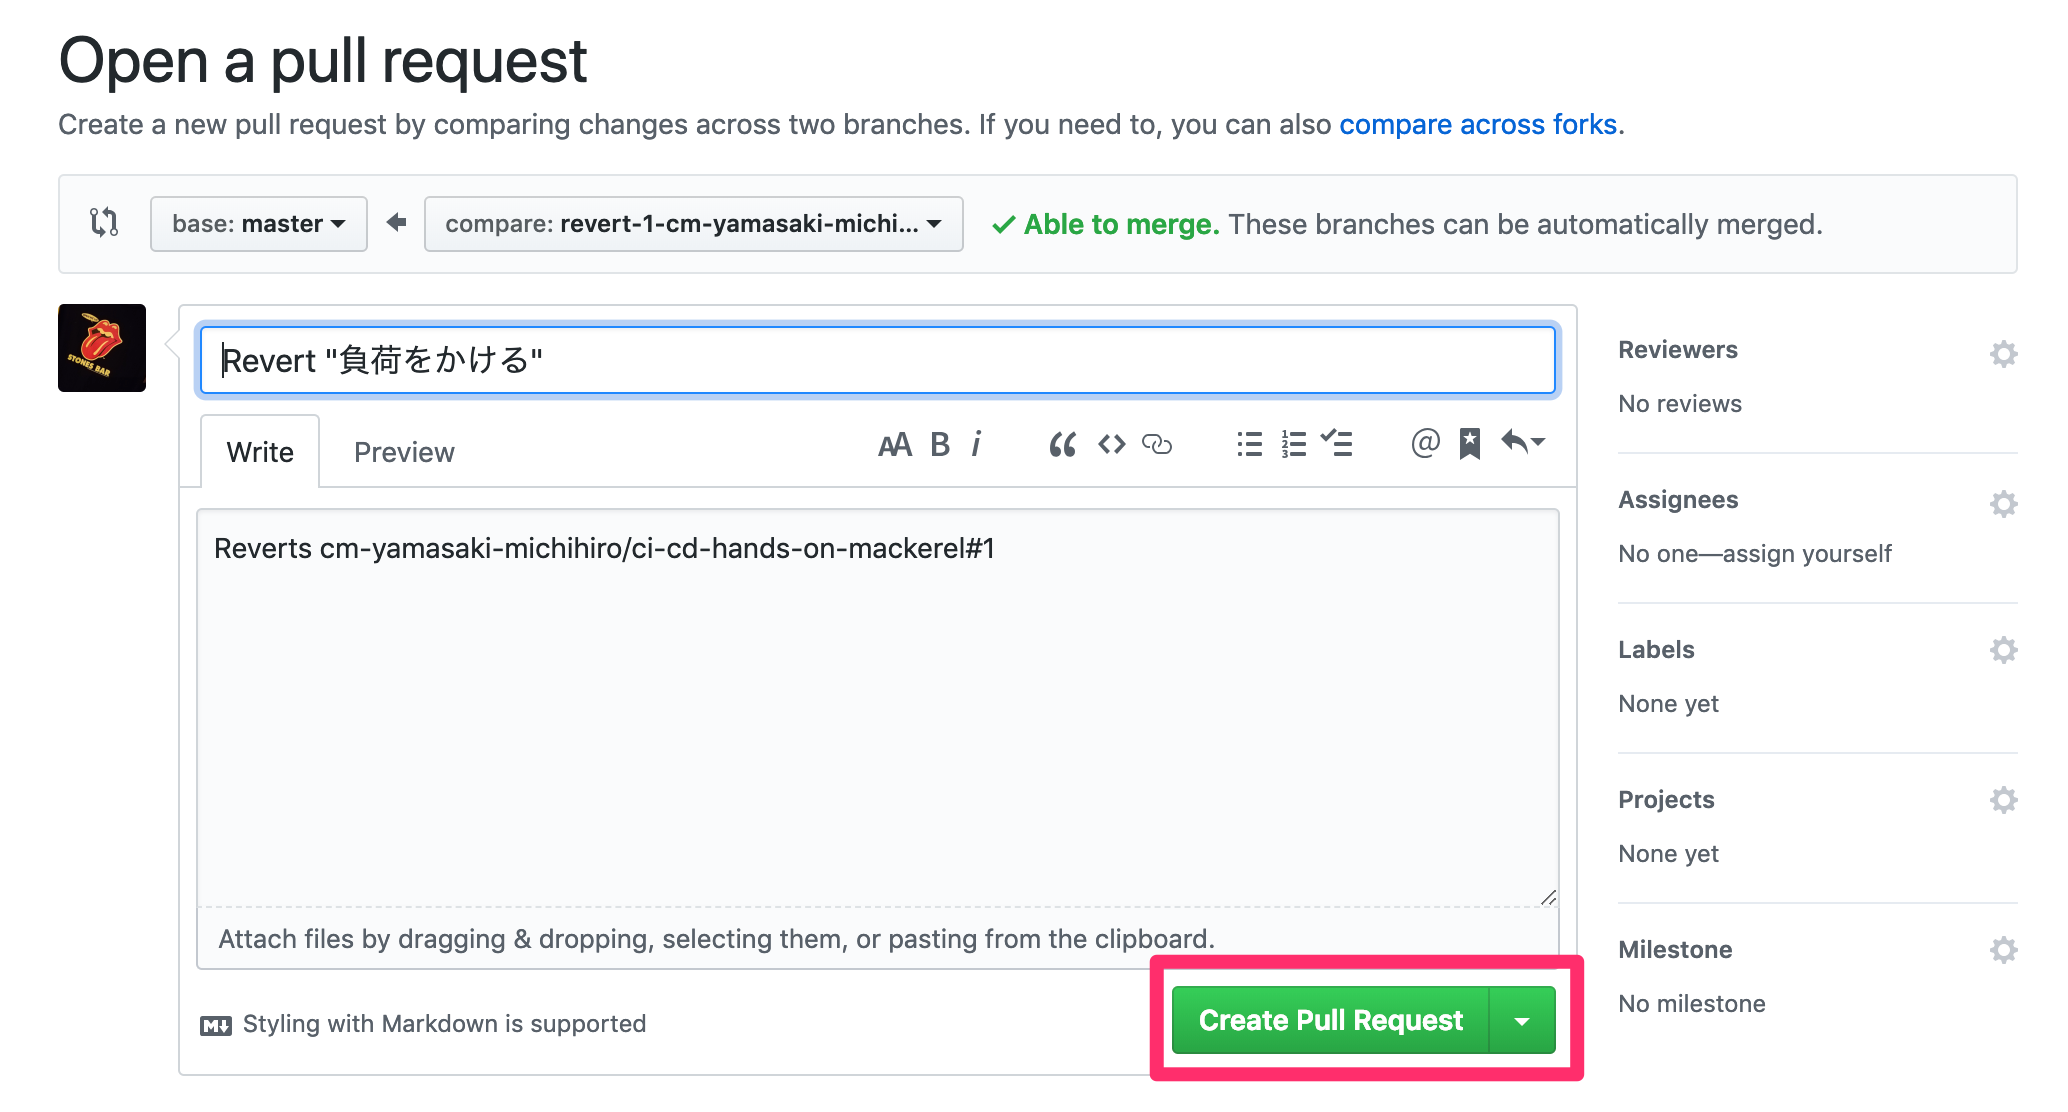 Open a pull request
Create a new pull request by comparing changes across two branches. If you need to, you can also compare across forks.
base: master
compare: revert-1-cm-yamasaki-michi...
Able to merge. These branches can be automatically merged.
STONES BAR
Revert "負荷をかける"
Write
Preview
Reverts cm-yamasaki-michihiro/ci-cd-hands-on-mackerel#1
Attach files by dragging & dropping, selecting them, or pasting from the clipboard.
Styling with Markdown is supported
Create Pull Request
Reviewers
No reviews
Assignees
No one—assign yourself
Labels
None yet
Projects
None yet
Milestone
No milestone